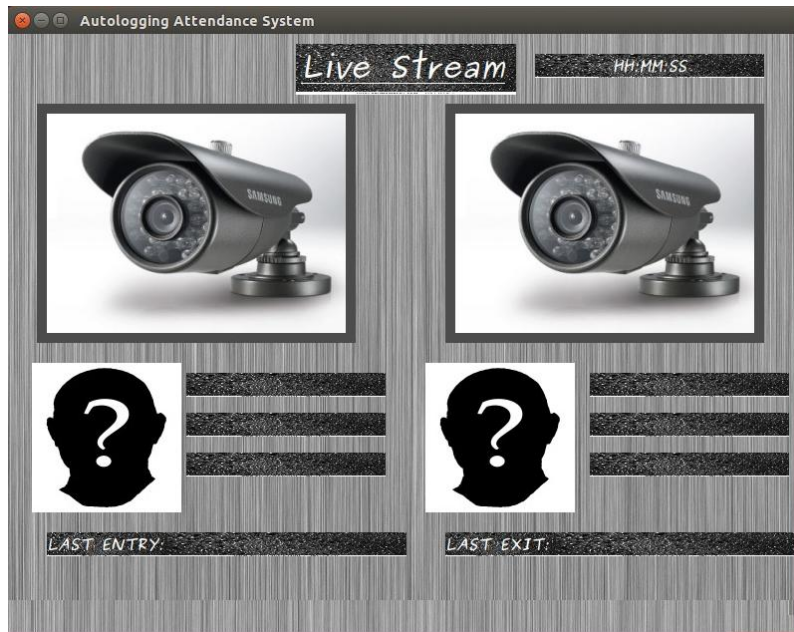 Autologging Attendance System
Live Stream
HH:MM:SS
SAMSUNG
SAMSUNG
?
?
LAST ENTRY:
LAST EXIT: